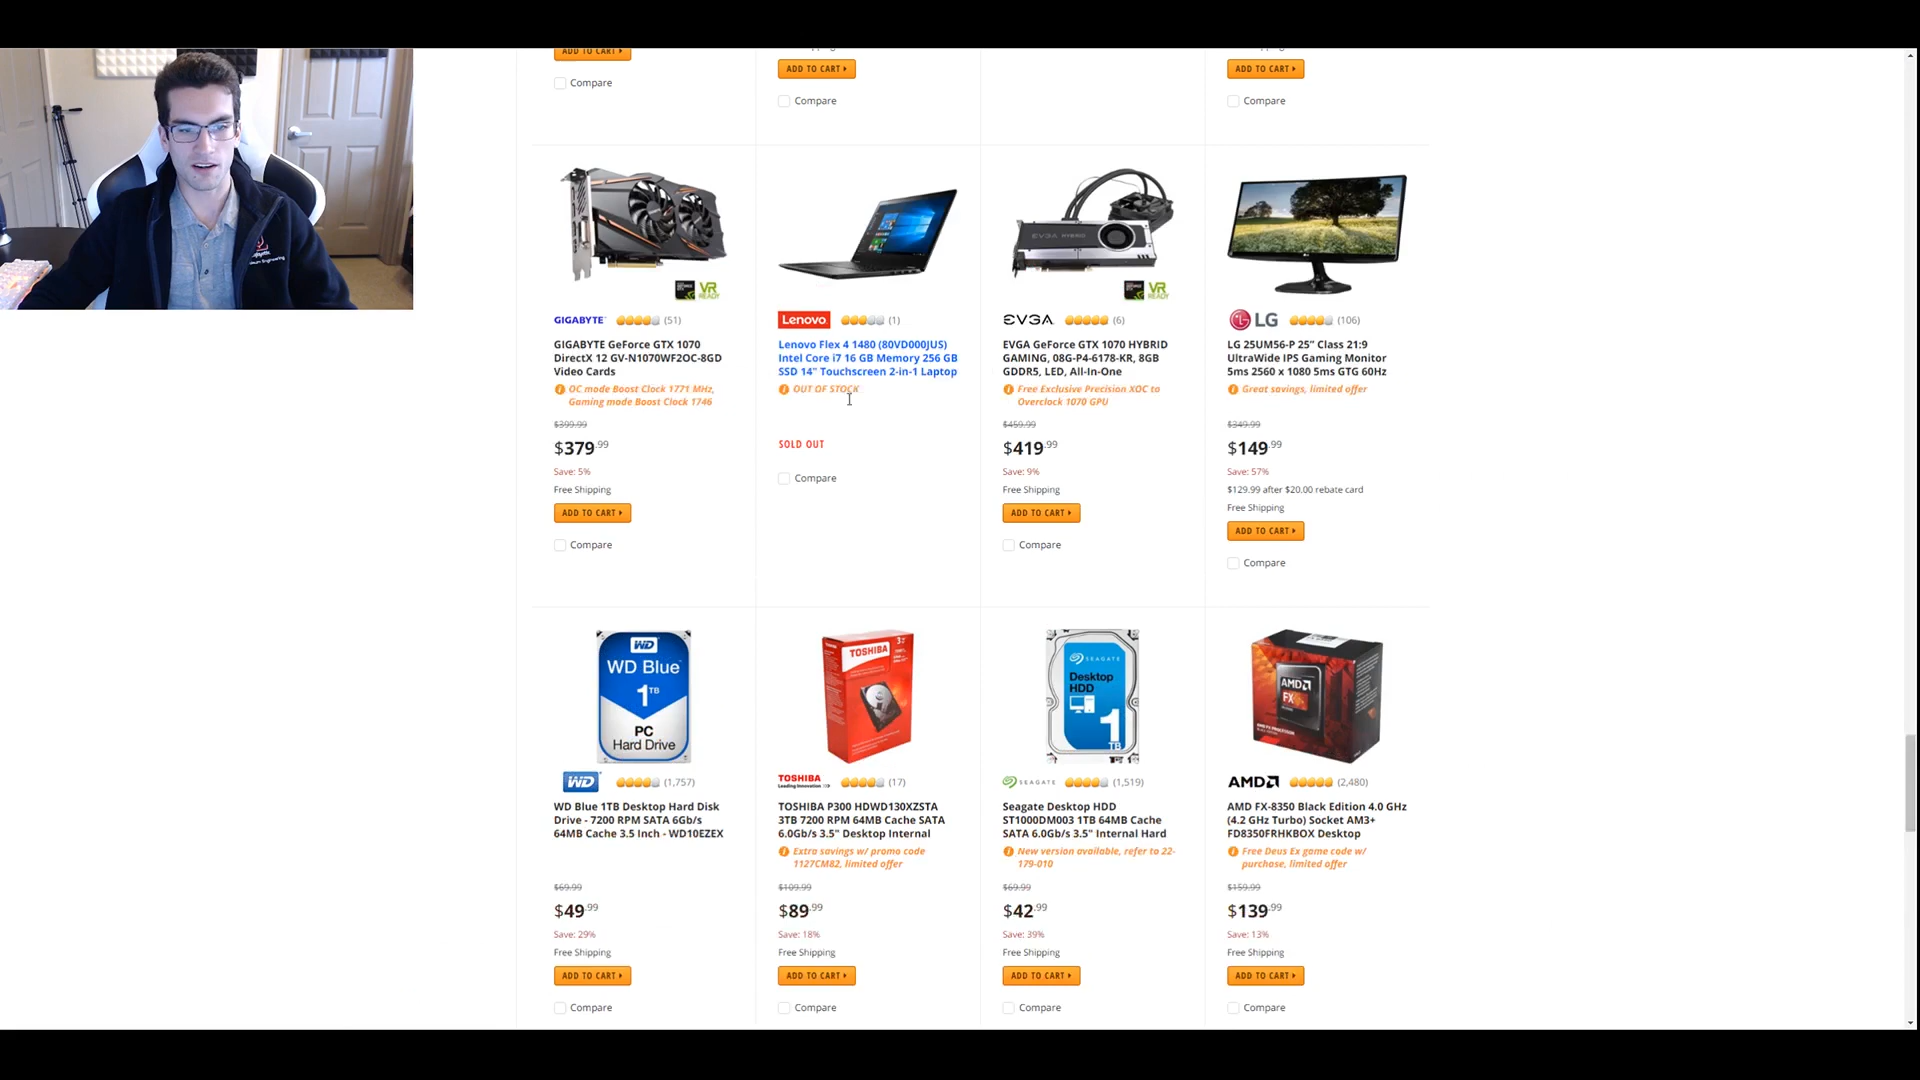 ADD TO CART
ADD TO CART
ADD TO CART
Compare
Compare
Compare
VR READY
VR READY
GIGABYTE (51)
GIGABYTE GeForce GTX 1070
DirectX 12 GV-N1070WF2OC-8GD
Video Cards
OC mode Boost Clock 1771 MHz,
Gaming mode Boost Clock 1746
$399.99
$379.99
Save: 5%
Free Shipping
ADD TO CART
Compare
Lenovo (1)
Lenovo Flex 4 1480 (80VD000JUS)
Intel Core i7 16 GB Memory 256 GB
SSD 14" Touchscreen 2-in-1 Laptop
OUT OF STOCK
SOLD OUT
Compare
EVGA HYBRID
EVGA (6)
EVGA GeForce GTX 1070 HYBRID
GAMING, 08G-P4-6178-KR, 8GB
GDDR5, LED, All-In-One
Free Exclusive Precision XOC to
Overclock 1070 GPU
$459.99
$419.99
Save: 9%
Free Shipping
ADD TO CART
Compare
LG (106)
LG 25UM56-P 25" Class 21:9
UltraWide IPS Gaming Monitor
5ms 2560 x 1080 5ms GTG 60Hz
Great savings, limited offer
$349.99
$149.99
Save: 57%
$129.99 after $20.00 rebate card
Free Shipping
ADD TO CART
Compare
WD
WD Blue
1TB
PC
Hard Drive
WD (1,757)
WD Blue 1TB Desktop Hard Disk
Drive - 7200 RPM SATA 6Gb/s
64MB Cache 3.5 Inch - WD10EZEX
$69.99
$49.99
Save: 29%
Free Shipping
ADD TO CART
Compare
TOSHIBA
TOSHIBA (17)
Leading Innovation >>>
TOSHIBA P300 HDWD130XZSTA
3TB 7200 RPM 64MB Cache SATA
6.0Gb/s 3.5" Desktop Internal
Extra savings w/ promo code
1127CM82, limited offer
$109.99
$89.99
Save: 18%
Free Shipping
ADD TO CART
Compare
SEAGATE
Desktop
HDD
1
TB
SEAGATE (1,519)
Seagate Desktop HDD
ST1000DM003 1TB 64MB Cache
SATA 6.0Gb/s 3.5" Internal Hard
New version available, refer to 22-
179-010
$69.99
$42.99
Save: 39%
Free Shipping
ADD TO CART
Compare
AMD
FX
AMD (2,480)
AMD FX-8350 Black Edition 4.0 GHz
(4.2 GHz Turbo) Socket AM3+
FD8350FRHKBOX Desktop
Free Deus Ex game code w/
purchase, limited offer
$159.99
$139.99
Save: 13%
Free Shipping
ADD TO CART
Compare